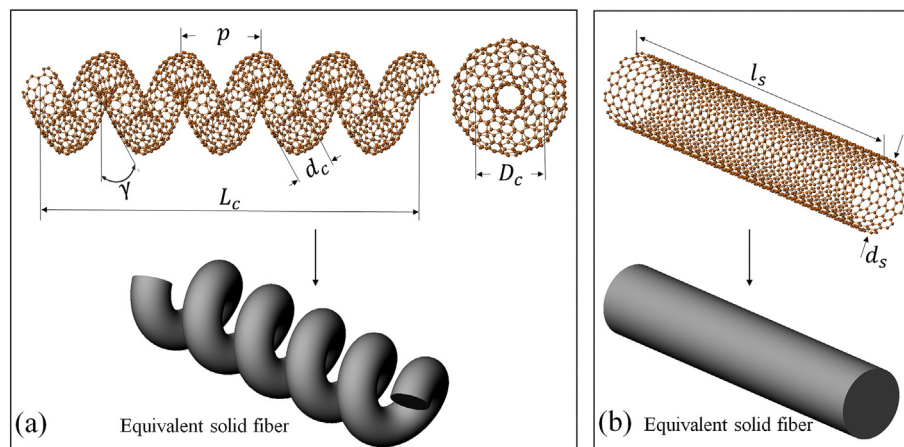 p
γ
d_c
D_c
L_c
(a)
Equivalent solid fiber
l_s
d_s
(b)
Equivalent solid fiber